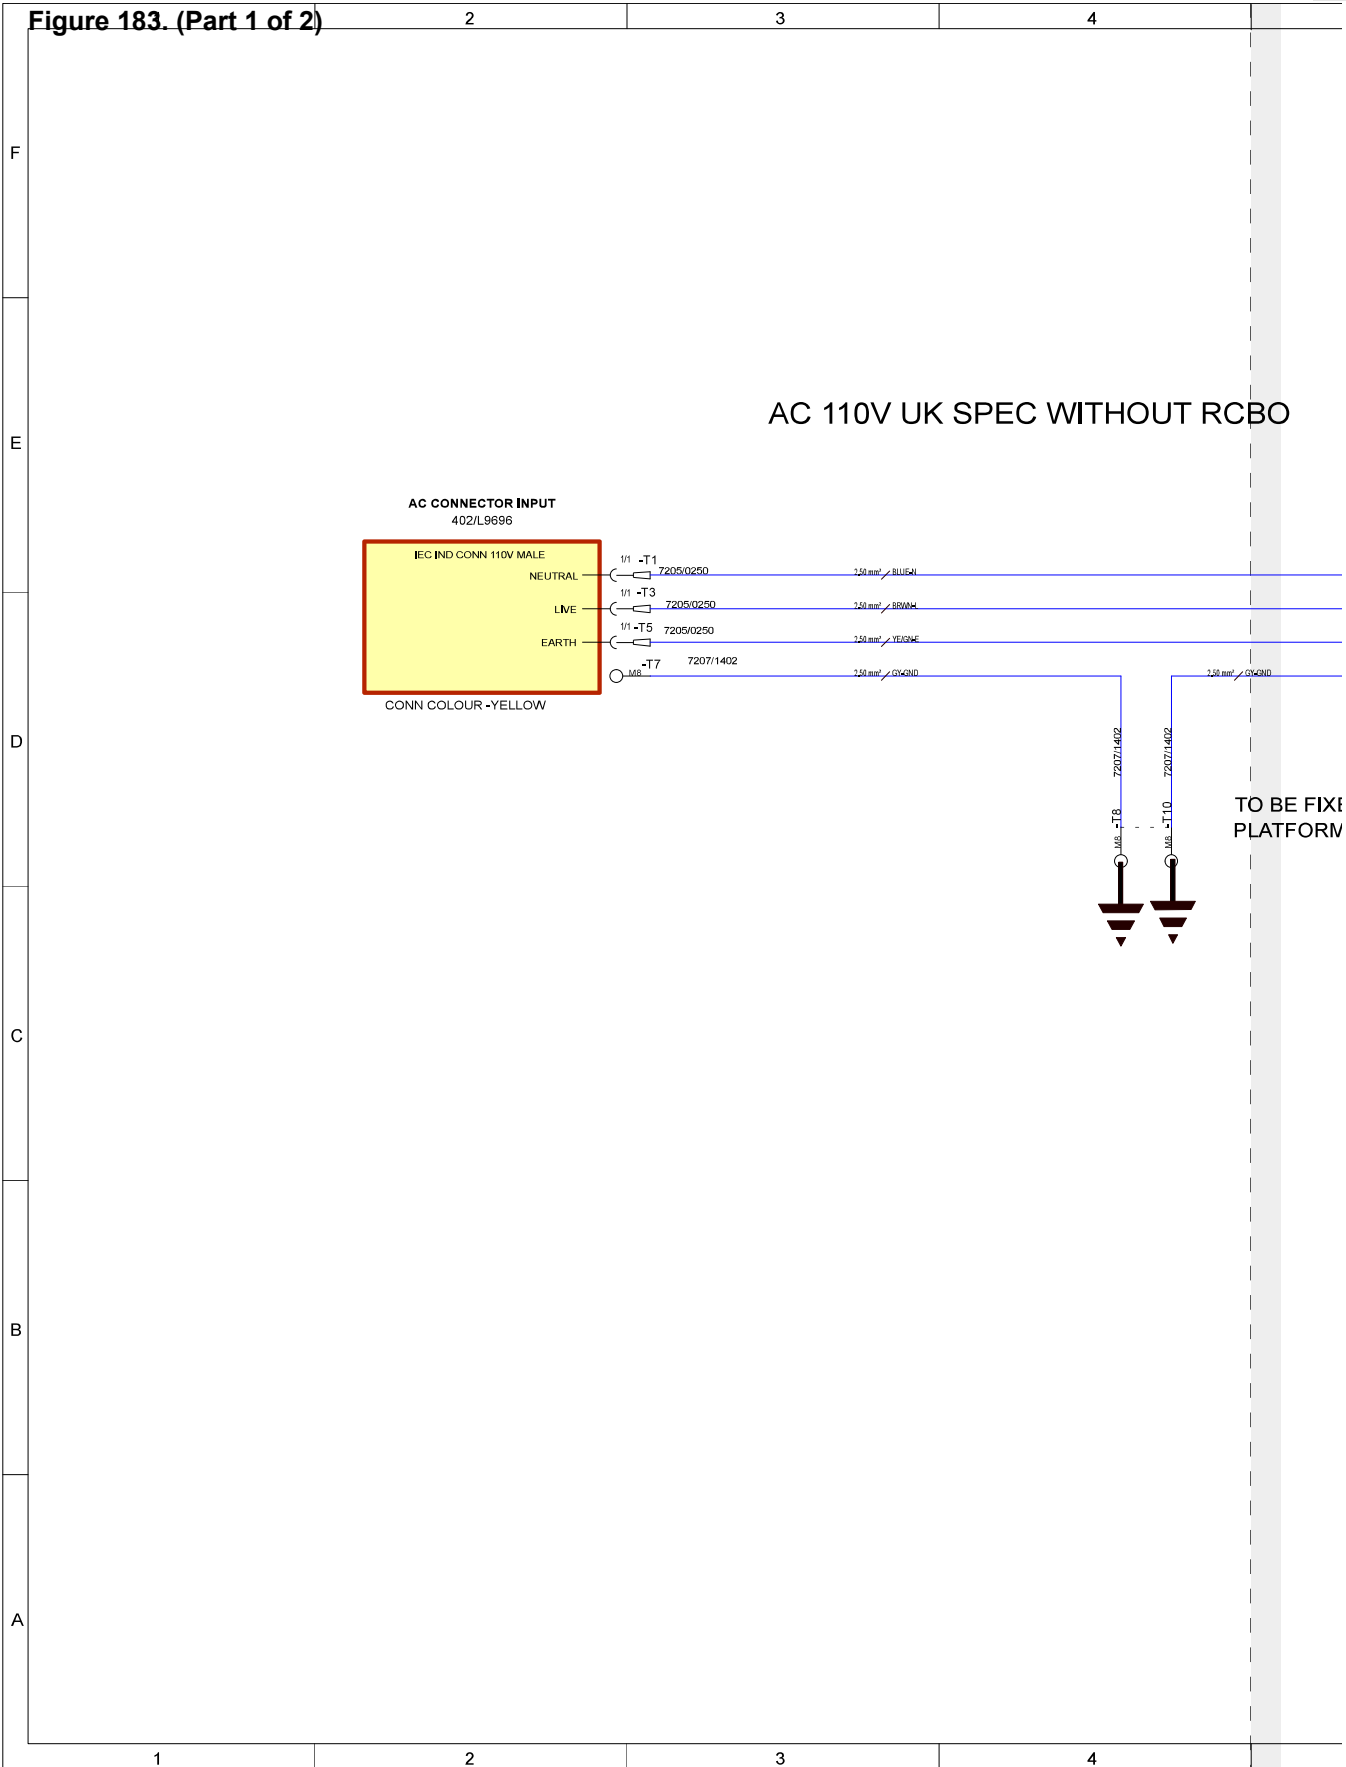 Figure 183. (Part 1 of 2)
2
3
4
F
E
D
C
B
A
AC 110V UK SPEC WITHOUT RCBO
AC CONNECTOR INPUT
402/L9696
IEC IND CONN 110V MALE
NEUTRAL
1/1 -T1
7205/0250
2,50 mm² BLUE-N
LIVE
1/1 -T3
7205/0250
2,50 mm² BRWN-L
EARTH
1/1 -T5
7205/0250
2,50 mm² YE/GN-E
M8 -T7
7207/1402
2,50 mm² GY-GND
2,50 mm² GY-GND
CONN COLOUR -YELLOW
7207/1402
7207/1402
M8 -T8
M8 -T10
TO BE FIXE
PLATFORM
1
2
3
4